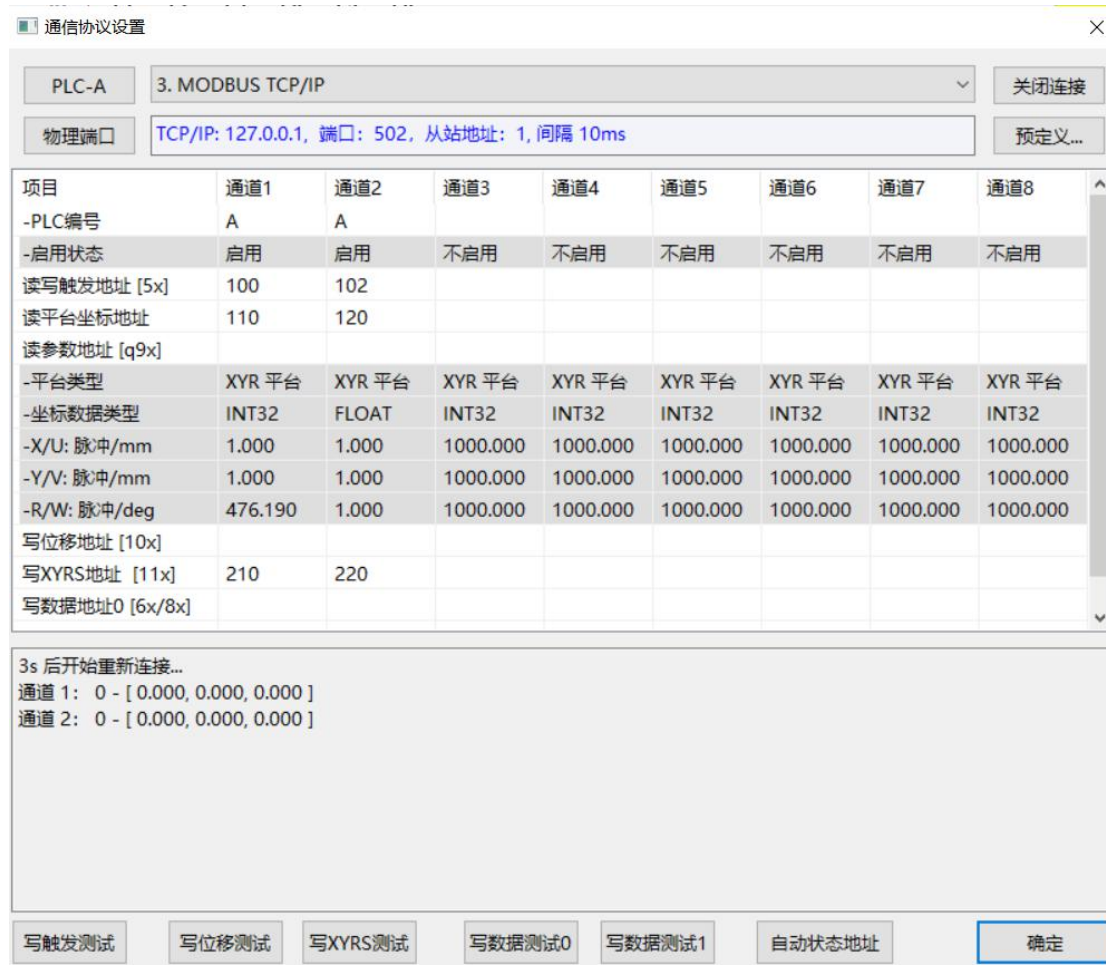 通信协议设置
PLC-A 3. MODBUS TCP/IP 关闭连接
物理端口 TCP/IP: 127.0.0.1, 端口: 502, 从站地址: 1, 间隔 10ms 预定义...
项目 通道1 通道2 通道3 通道4 通道5 通道6 通道7 通道8
-PLC编号 A A
-启用状态 启用 启用 不启用 不启用 不启用 不启用 不启用 不启用
读写触发地址 [5x] 100 102
读平台坐标地址 110 120
读参数地址 [q9x]
-平台类型 XYR 平台 XYR 平台 XYR 平台 XYR 平台 XYR 平台 XYR 平台 XYR 平台 XYR 平台
-坐标数据类型 INT32 FLOAT INT32 INT32 INT32 INT32 INT32 INT32
-X/U: 脉冲/mm 1.000 1.000 1000.000 1000.000 1000.000 1000.000 1000.000 1000.000
-Y/V: 脉冲/mm 1.000 1.000 1000.000 1000.000 1000.000 1000.000 1000.000 1000.000
-R/W: 脉冲/deg 476.190 1.000 1000.000 1000.000 1000.000 1000.000 1000.000 1000.000
写位移地址 [10x]
写XYRS地址 [11x] 210 220
写数据地址0 [6x/8x]
3s 后开始重新连接...
通道 1: 0 - [ 0.000, 0.000, 0.000 ]
通道 2: 0 - [ 0.000, 0.000, 0.000 ]
写触发测试 写位移测试 写XYRS测试 写数据测试0 写数据测试1 自动状态地址 确定